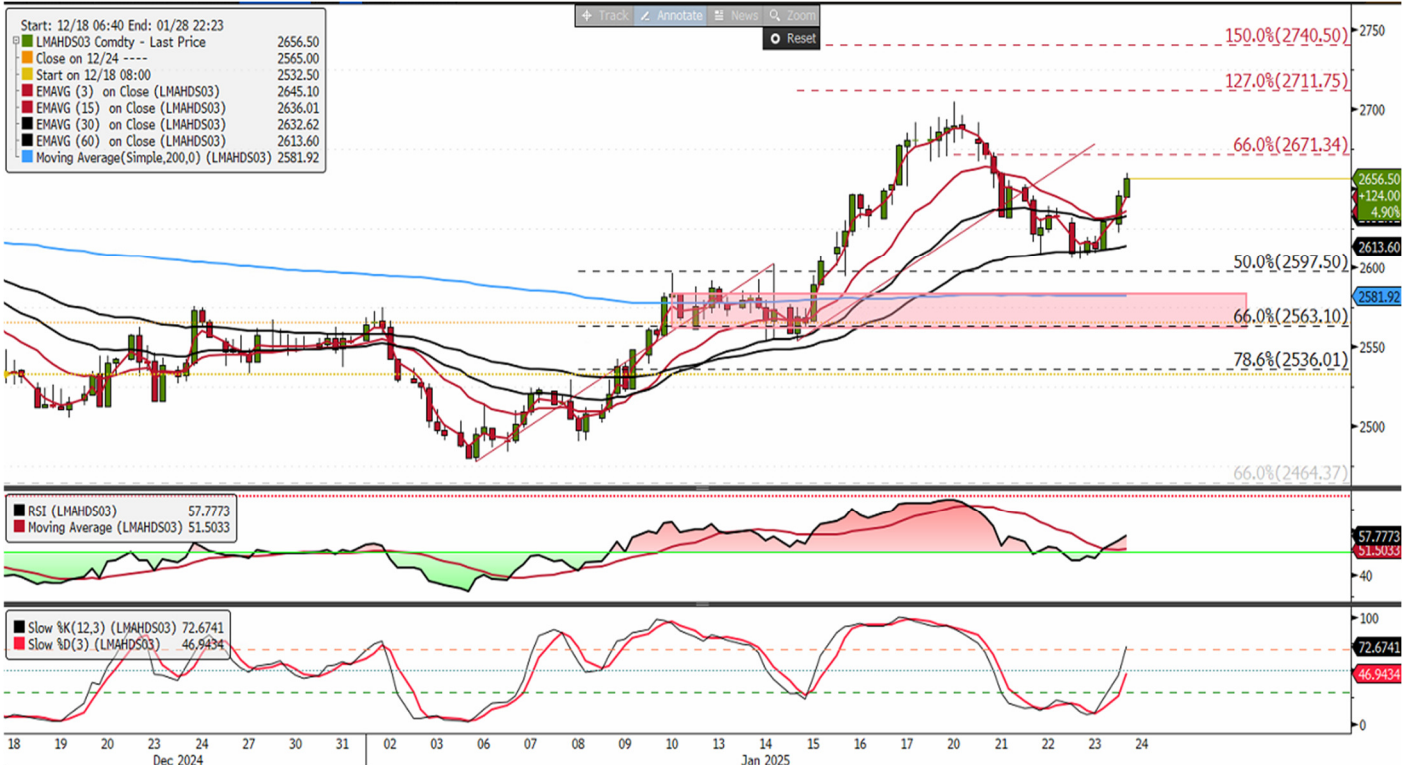 Track Annotate News Zoom
Reset
Start: 12/18 06:40 End: 01/28 22:23
LMAHDS03 Comdty - Last Price 2656.50
Close on 12/24 ---- 2565.00
Start on 12/18 08:00 2532.50
EMAVG (3) on Close (LMAHDS03) 2645.10
EMAVG (15) on Close (LMAHDS03) 2636.01
EMAVG (30) on Close (LMAHDS03) 2632.62
EMAVG (60) on Close (LMAHDS03) 2613.60
Moving Average(Simple,200,0) (LMAHDS03) 2581.92
2750
150.0%(2740.50)
127.0%(2711.75)
2700
66.0%(2671.34)
2656.50
+124.00
4.90%
2613.60
2600
50.0%(2597.50)
2581.92
66.0%(2563.10)
2550
78.6%(2536.01)
2500
66.0%(2464.37)
RSI (LMAHDS03) 57.7773
Moving Average (LMAHDS03) 51.5033
57.7773
51.5033
40
Slow %K(12,3) (LMAHDS03) 72.6741
Slow %D(3) (LMAHDS03) 46.9434
100
72.6741
46.9434
0
18 19 20 23 24 27 30 31 02 03 06 07 08 09 10 13 14 15 16 17 20 21 22 23 24
Dec 2024 Jan 2025